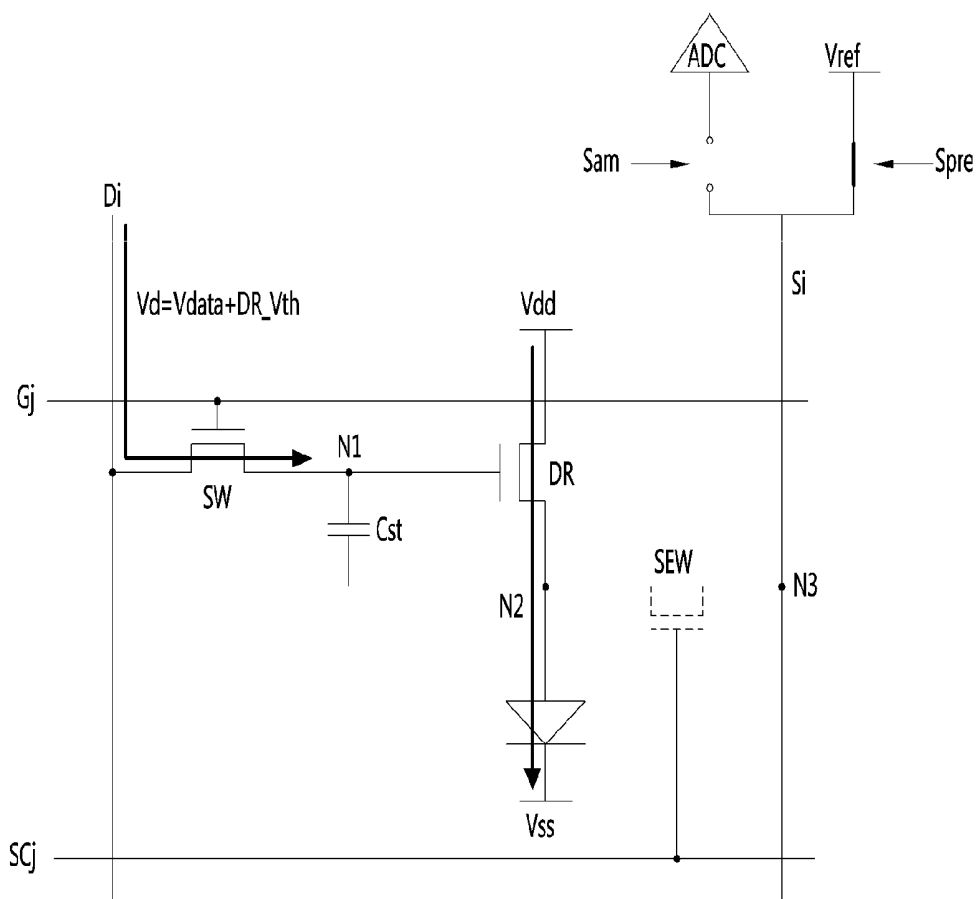 ADC
Vref
Sam
Spre
Di
Si
Vd=Vdata+DR_Vth
Vdd
Gj
N1
DR
SW
Cst
SEW
N2
N3
Vss
SCj